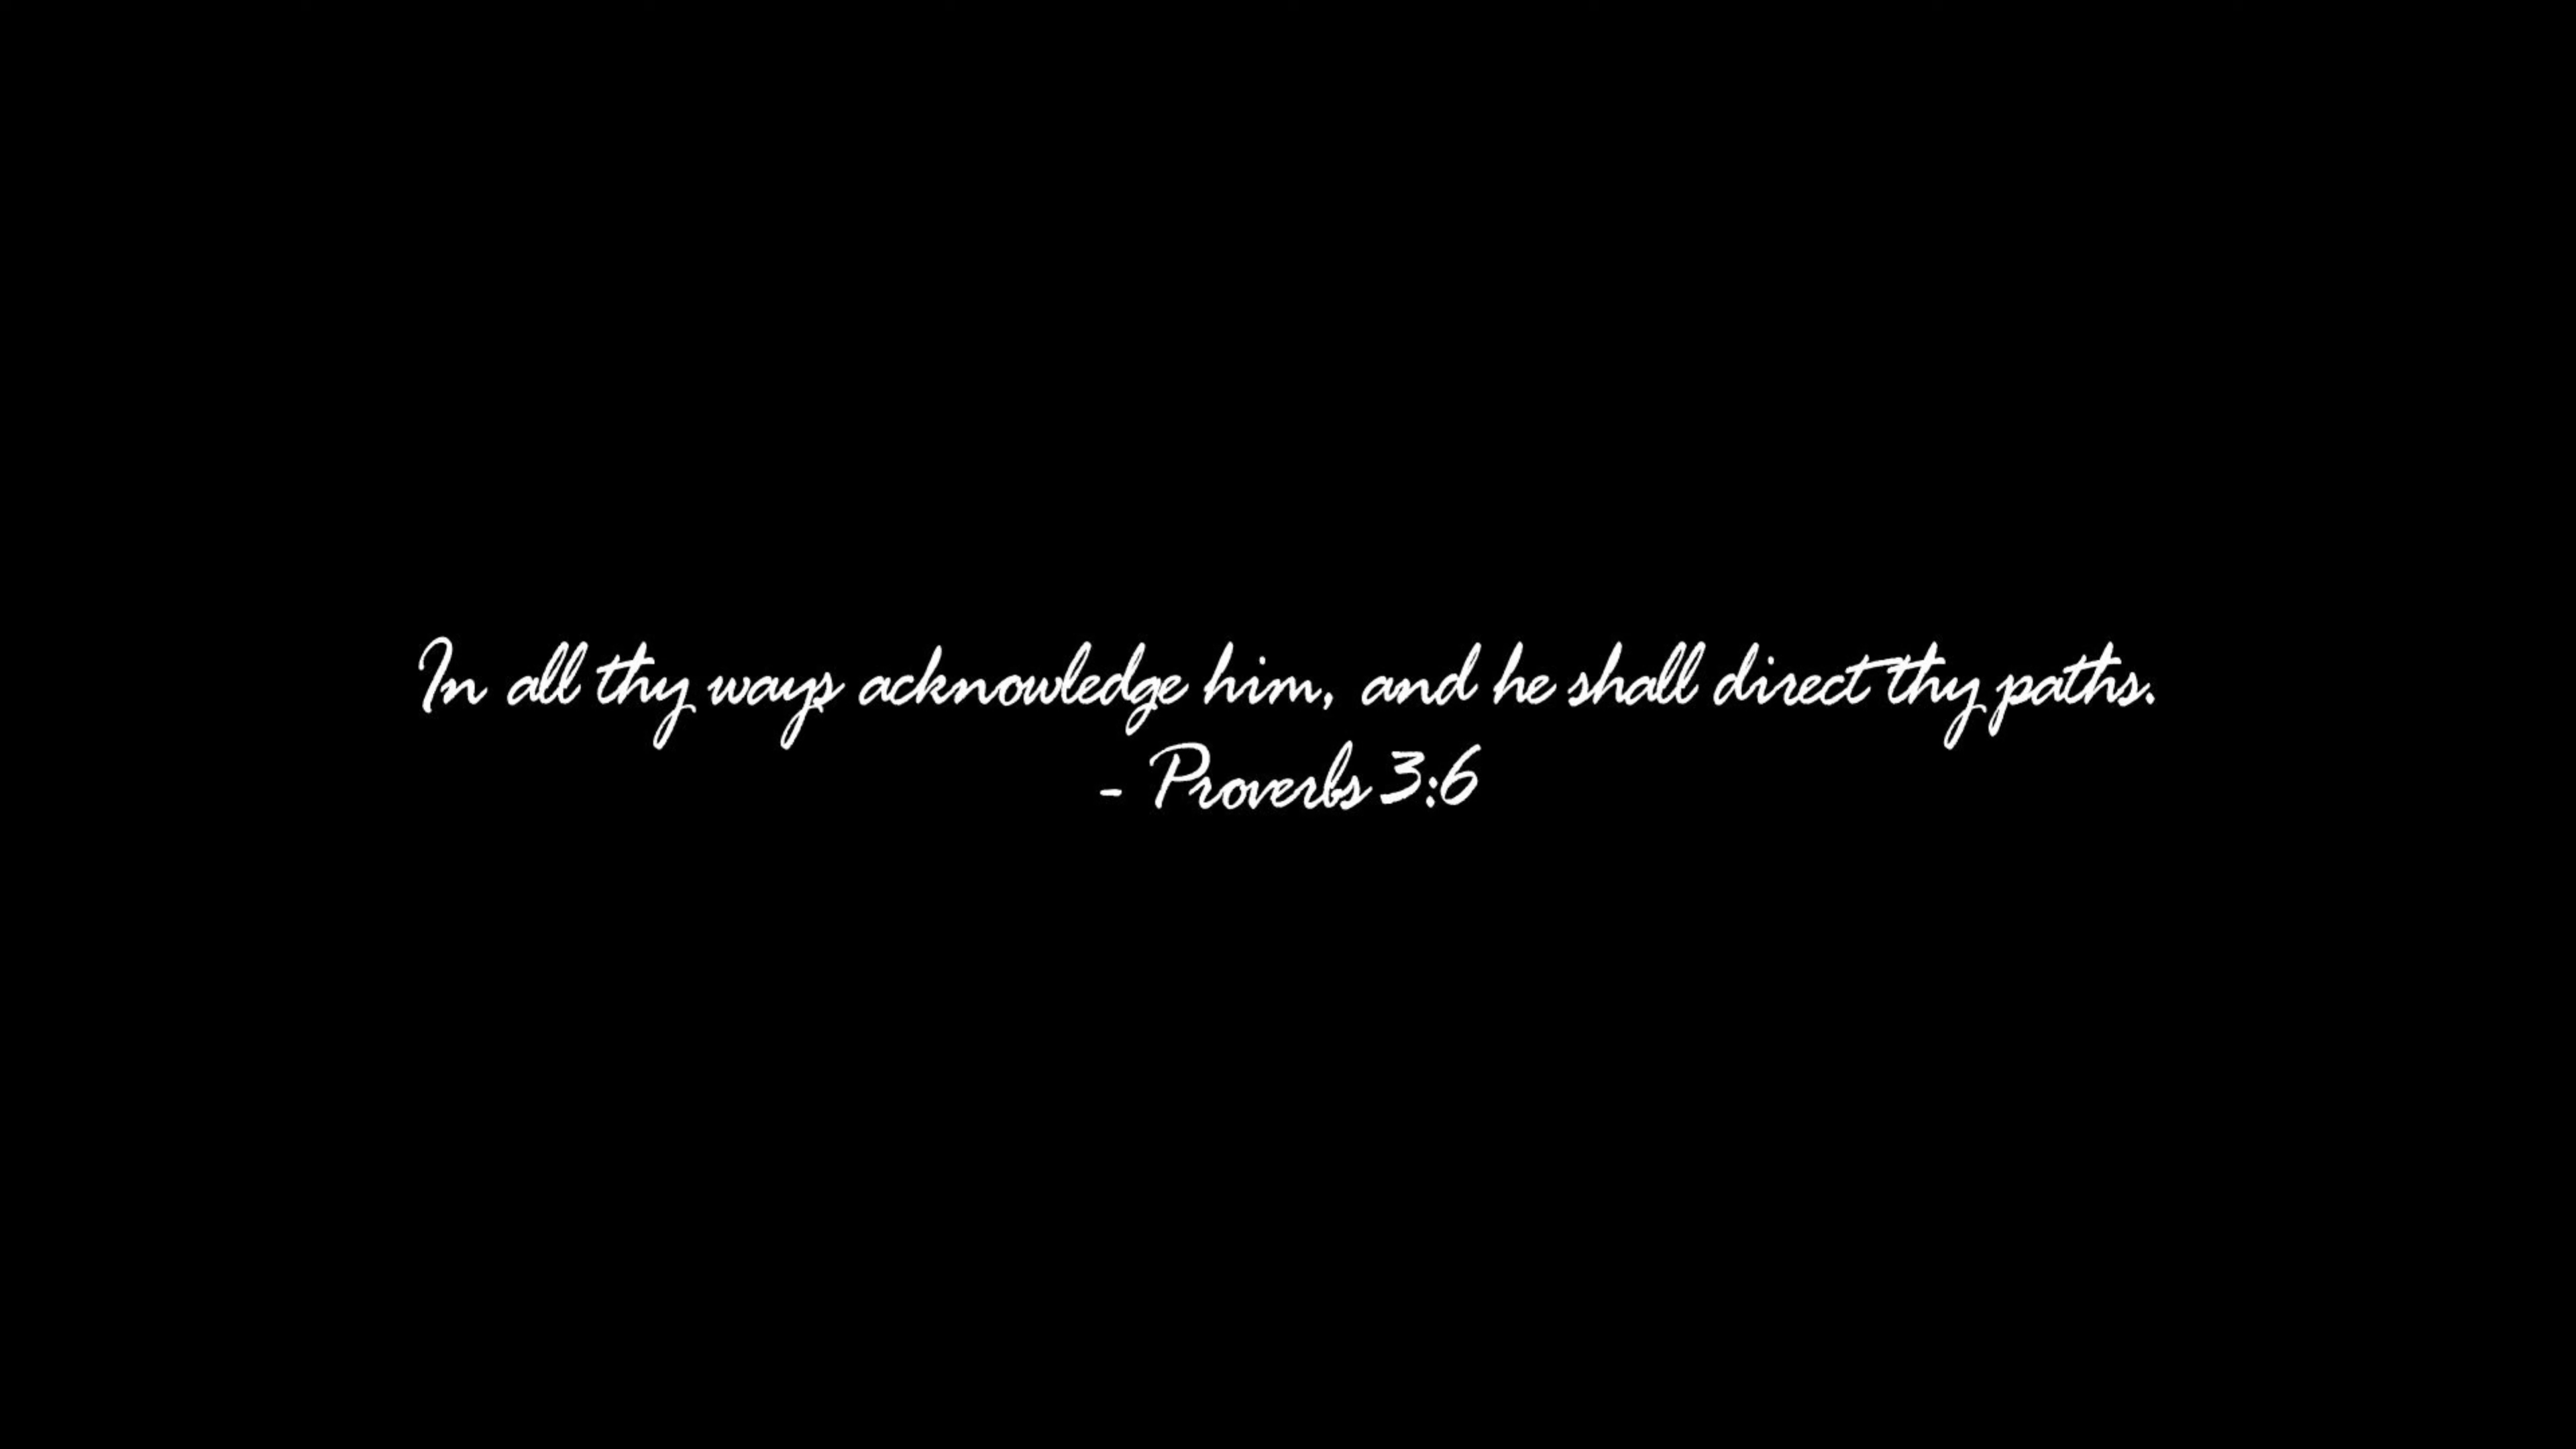 In all thy ways acknowledge him, and he shall direct thy paths.
- Proverbs 3:6